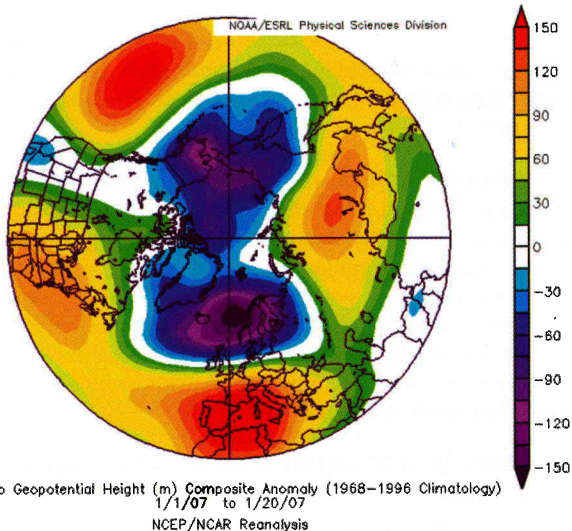 NOAA/ESRL Physical Sciences Division
150
120
90
60
30
0
-30
-60
-90
-120
-150
Geopotential Height (m) Composite Anomaly (1968-1996 Climatology)
1/1/07 to 1/20/07
NCEP/NCAR Reanalysis